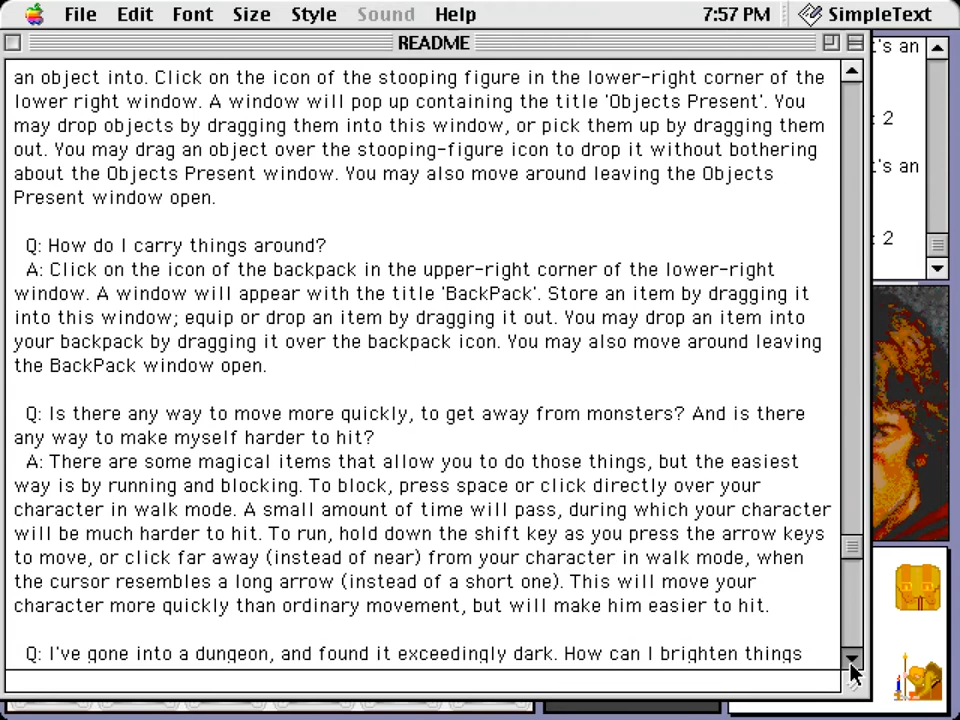 File Edit Font Size Style Sound Help 7:57 PM SimpleText
README
an object into. Click on the icon of the stooping figure in the lower-right corner of the
lower right window. A window will pop up containing the title 'Objects Present'. You
may drop objects by dragging them into this window, or pick them up by dragging them
out. You may drag an object over the stooping-figure icon to drop it without bothering
about the Objects Present window. You may also move around leaving the Objects
Present window open.
Q: How do I carry things around?
A: Click on the icon of the backpack in the upper-right corner of the lower-right
window. A window will appear with the title 'BackPack'. Store an item by dragging it
into this window; equip or drop an item by dragging it out. You may drop an item into
your backpack by dragging it over the backpack icon. You may also move around leaving
the BackPack window open.
Q: Is there any way to move more quickly, to get away from monsters? And is there
any way to make myself harder to hit?
A: There are some magical items that allow you to do those things, but the easiest
way is by running and blocking. To block, press space or click directly over your
character in walk mode. A small amount of time will pass, during which your character
will be much harder to hit. To run, hold down the shift key as you press the arrow keys
to move, or click far away (instead of near) from your character in walk mode, when
the cursor resembles a long arrow (instead of a short one). This will move your
character more quickly than ordinary movement, but will make him easier to hit.
Q: I've gone into a dungeon, and found it exceedingly dark. How can I brighten things
's an
: 2
t's an
: 2